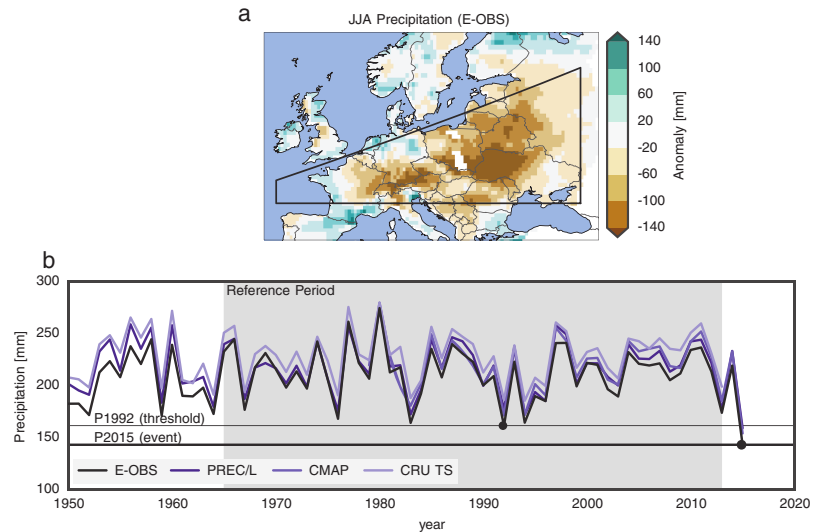 a
JJA Precipitation (E-OBS)
140
100
60
20
-20
-60
-100
-140
Anomaly [mm]
b
300
250
200
150
100
Precipitation [mm]
Reference Period
P1992 (threshold)
P2015 (event)
E-OBS PREC/L CMAP CRU TS
1950 1960 1970 1980 1990 2000 2010 2020
year